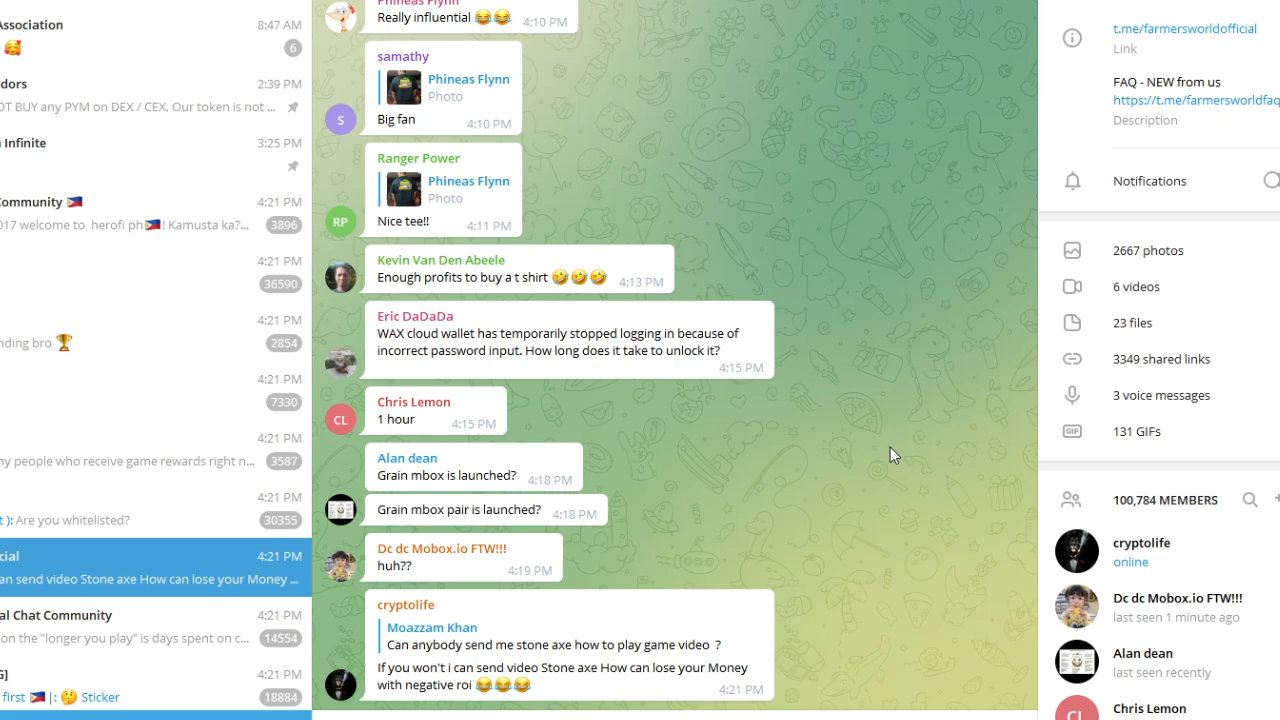 Association
8:47 AM
6
dors
2:39 PM
OT BUY any PYM on DEX / CEX, Our token is not ...
Infinite
3:25 PM
ommunity
4:21 PM
017 welcome to herofi ph🇵🇭! Kamusta ka?...
3896
4:21 PM
36590
4:21 PM
nding bro 🏆
2854
4:21 PM
7330
4:21 PM
ny people who receive game rewards right n...
3587
4:21 PM
t ): Are you whitelisted?
30355
cial
4:21 PM
an send video Stone axe How can lose your Money ...
al Chat Community
4:21 PM
on the "longer you play" is days spent on c...
14554
G]
4:21 PM
first 🇵🇭|: 🤔 Sticker
18884
Phineas Flynn
Really influential 😂😂
4:10 PM
samathy
Phineas Flynn
Photo
S
Big fan
4:10 PM
Ranger Power
Phineas Flynn
Photo
RP
Nice tee!!
4:11 PM
Kevin Van Den Abeele
Enough profits to buy a t shirt 🤣🤣🤣
4:13 PM
Eric DaDaDa
WAX cloud wallet has temporarily stopped logging in because of
incorrect password input. How long does it take to unlock it?
4:15 PM
Chris Lemon
CL
1 hour
4:15 PM
Alan dean
Grain mbox is launched?
4:18 PM
Grain mbox pair is launched?
4:18 PM
Dc dc Mobox.io FTW!!!
huh??
4:19 PM
cryptolife
Moazzam Khan
Can anybody send me stone axe how to play game video ?
If you won't i can send video Stone axe How can lose your Money
with negative roi 😂😂😂
4:21 PM
t.me/farmersworldofficial
Link
FAQ - NEW from us
https://t.me/farmersworldfaq
Description
Notifications
2667 photos
6 videos
23 files
3349 shared links
3 voice messages
GIF
131 GIFs
100,784 MEMBERS
cryptolife
online
Dc dc Mobox.io FTW!!!
last seen 1 minute ago
Alan dean
last seen recently
CL
Chris Lemon